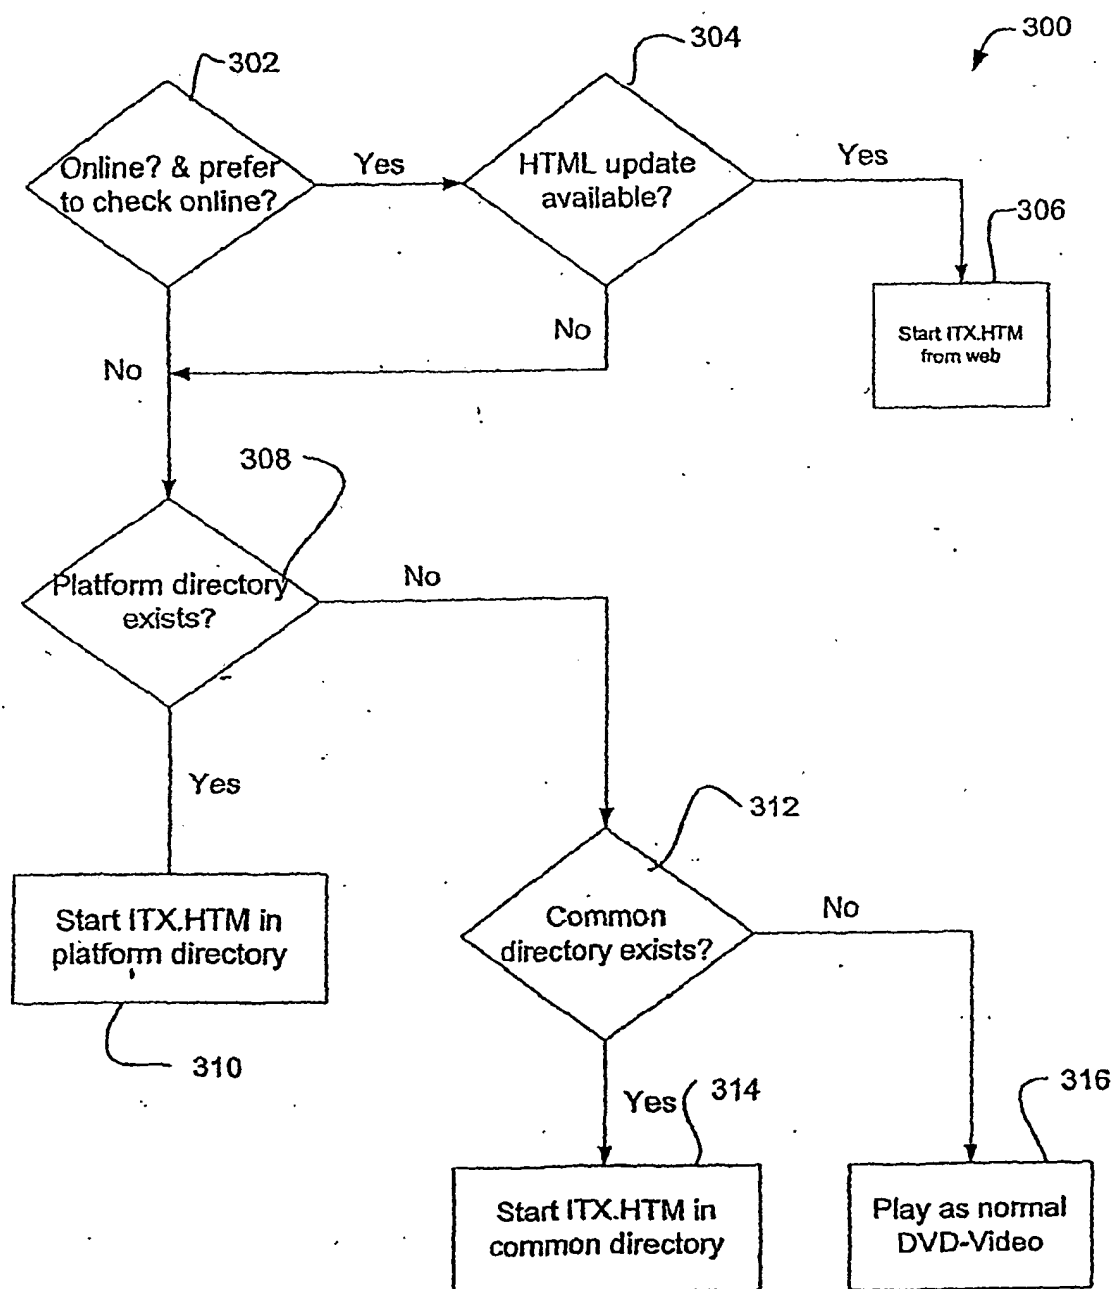 300
302
304
Online? & prefer
to check online?
Yes
HTML update
available?
Yes
306
Start ITX.HTM
from web
No
No
308
Platform directory
exists?
No
Yes
312
Start ITX.HTM in
platform directory
310
Common
directory exists?
No
Yes
314
316
Start ITX.HTM in
common directory
Play as normal
DVD-Video